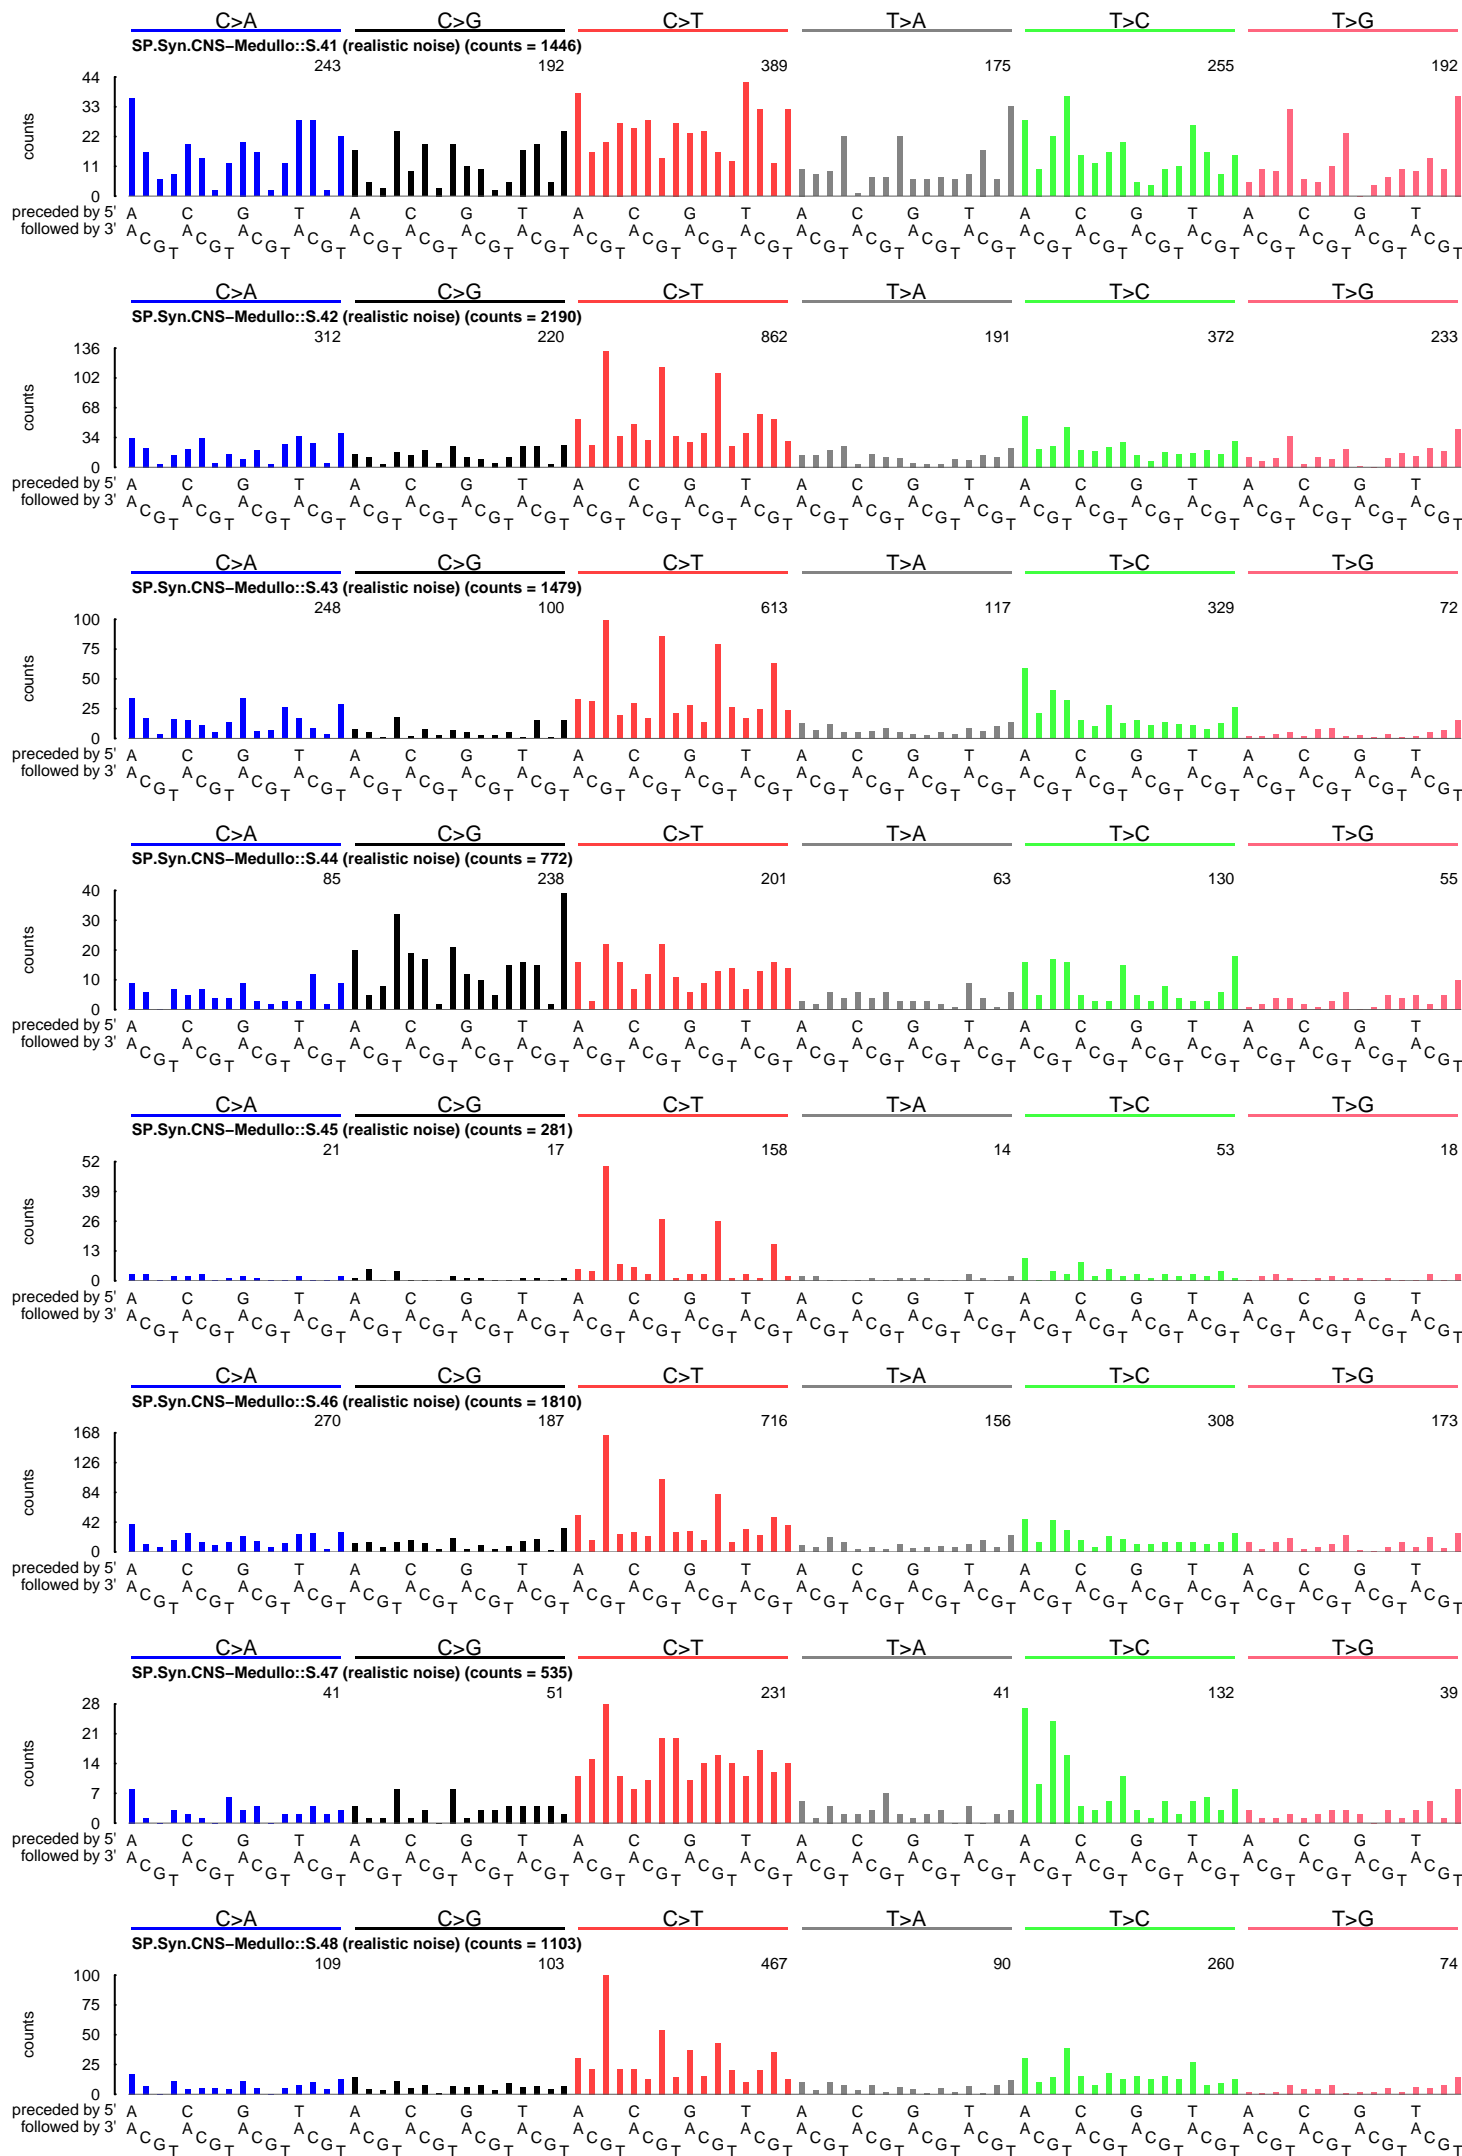 C>A C>G C>T T>A T>C T>G
SP.Syn.CNS–Medullo::S.41 (realistic noise) (counts = 1446)
243 192 389 175 255 192
44
33
22
11
0
counts
preceded by 5' A C G T A C G T A C G T A C G T A C G T A C G T
followed by 3' A C G T A C G T A C G T A C G T A C G T A C G T A C G T A C G T A C G T A C G T A C G T A C G T A C G T A C G T A C G T A C G T A C G T A C G T A C G T A C G T A C G T A C G T A C G T A C G T
C>A C>G C>T T>A T>C T>G
SP.Syn.CNS–Medullo::S.42 (realistic noise) (counts = 2190)
312 220 862 191 372 233
136
102
68
34
0
counts
preceded by 5' A C G T A C G T A C G T A C G T A C G T A C G T
followed by 3' A C G T A C G T A C G T A C G T A C G T A C G T A C G T A C G T A C G T A C G T A C G T A C G T A C G T A C G T A C G T A C G T A C G T A C G T A C G T A C G T A C G T A C G T A C G T A C G T
C>A C>G C>T T>A T>C T>G
SP.Syn.CNS–Medullo::S.43 (realistic noise) (counts = 1479)
248 100 613 117 329 72
100
75
50
25
0
counts
preceded by 5' A C G T A C G T A C G T A C G T A C G T A C G T
followed by 3' A C G T A C G T A C G T A C G T A C G T A C G T A C G T A C G T A C G T A C G T A C G T A C G T A C G T A C G T A C G T A C G T A C G T A C G T A C G T A C G T A C G T A C G T A C G T A C G T
C>A C>G C>T T>A T>C T>G
SP.Syn.CNS–Medullo::S.44 (realistic noise) (counts = 772)
85 238 201 63 130 55
40
30
20
10
0
counts
preceded by 5' A C G T A C G T A C G T A C G T A C G T A C G T
followed by 3' A C G T A C G T A C G T A C G T A C G T A C G T A C G T A C G T A C G T A C G T A C G T A C G T A C G T A C G T A C G T A C G T A C G T A C G T A C G T A C G T A C G T A C G T A C G T A C G T
C>A C>G C>T T>A T>C T>G
SP.Syn.CNS–Medullo::S.45 (realistic noise) (counts = 281)
21 17 158 14 53 18
52
39
26
13
0
counts
preceded by 5' A C G T A C G T A C G T A C G T A C G T A C G T
followed by 3' A C G T A C G T A C G T A C G T A C G T A C G T A C G T A C G T A C G T A C G T A C G T A C G T A C G T A C G T A C G T A C G T A C G T A C G T A C G T A C G T A C G T A C G T A C G T A C G T
C>A C>G C>T T>A T>C T>G
SP.Syn.CNS–Medullo::S.46 (realistic noise) (counts = 1810)
270 187 716 156 308 173
168
126
84
42
0
counts
preceded by 5' A C G T A C G T A C G T A C G T A C G T A C G T
followed by 3' A C G T A C G T A C G T A C G T A C G T A C G T A C G T A C G T A C G T A C G T A C G T A C G T A C G T A C G T A C G T A C G T A C G T A C G T A C G T A C G T A C G T A C G T A C G T A C G T
C>A C>G C>T T>A T>C T>G
SP.Syn.CNS–Medullo::S.47 (realistic noise) (counts = 535)
41 51 231 41 132 39
28
21
14
7
0
counts
preceded by 5' A C G T A C G T A C G T A C G T A C G T A C G T
followed by 3' A C G T A C G T A C G T A C G T A C G T A C G T A C G T A C G T A C G T A C G T A C G T A C G T A C G T A C G T A C G T A C G T A C G T A C G T A C G T A C G T A C G T A C G T A C G T A C G T
C>A C>G C>T T>A T>C T>G
SP.Syn.CNS–Medullo::S.48 (realistic noise) (counts = 1103)
109 103 467 90 260 74
100
75
50
25
0
counts
preceded by 5' A C G T A C G T A C G T A C G T A C G T A C G T
followed by 3' A C G T A C G T A C G T A C G T A C G T A C G T A C G T A C G T A C G T A C G T A C G T A C G T A C G T A C G T A C G T A C G T A C G T A C G T A C G T A C G T A C G T A C G T A C G T A C G T